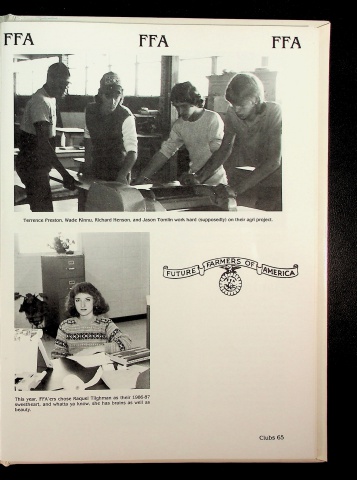 FFA FFA FFA
Terrence Preston, Wade Rinnu, Richard Henson, and Jason Tomlin work hard (supposedly) on their agri project.
FUTURE FARMERS OF AMERICA
This year, FFA'ers chose Raquel Tilghman as their 1986-87
sweetheart, and whatta ya know, she has brains as well as
beauty.
Clubs 65